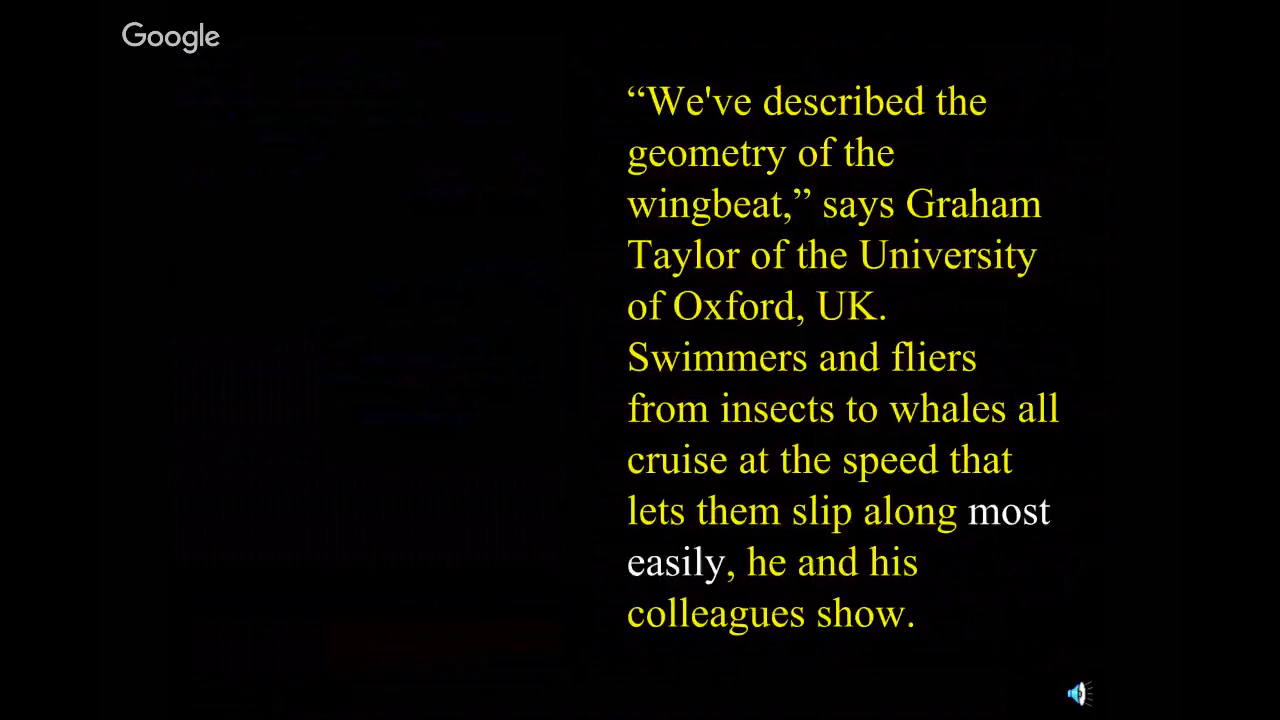 Google
“We've described the
geometry of the
wingbeat,” says Graham
Taylor of the University
of Oxford, UK.
Swimmers and fliers
from insects to whales all
cruise at the speed that
lets them slip along most
easily, he and his
colleagues show.